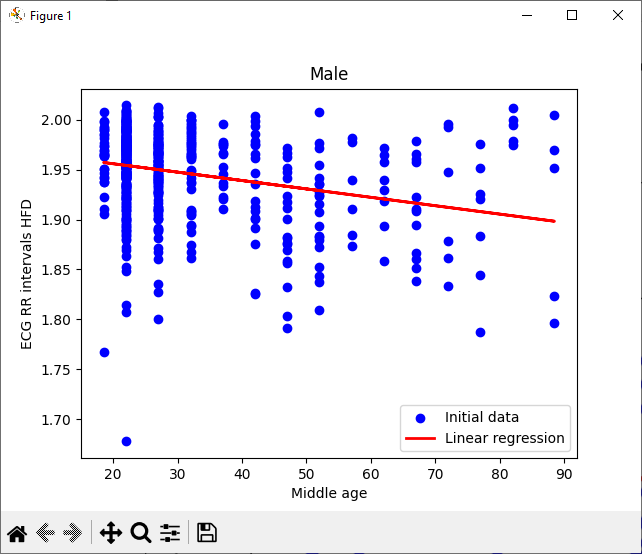 Figure 1
Male
2.00
1.95
1.90
1.85
1.80
1.75
1.70
ECG RR intervals HFD
20 30 40 50 60 70 80 90
Middle age
Initial data
Linear regression